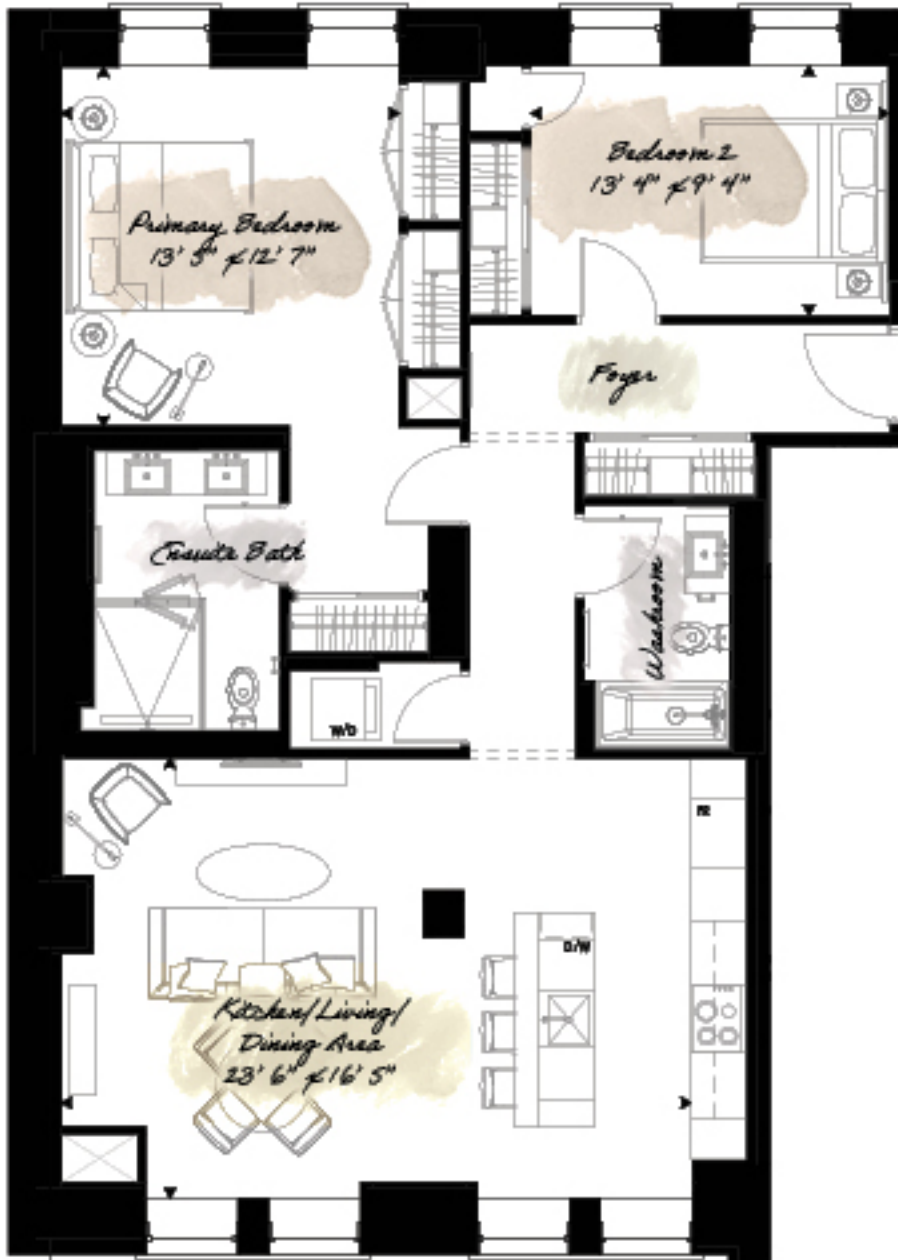 Primary Bedroom
13' 5" x 12' 7"
Bedroom 2
13' 4" x 9' 4"
Foyer
Ensuite Bath
Washroom
W/D
FR
D/W
Kitchen/Living/
Dining Area
23' 6" x 16' 5"